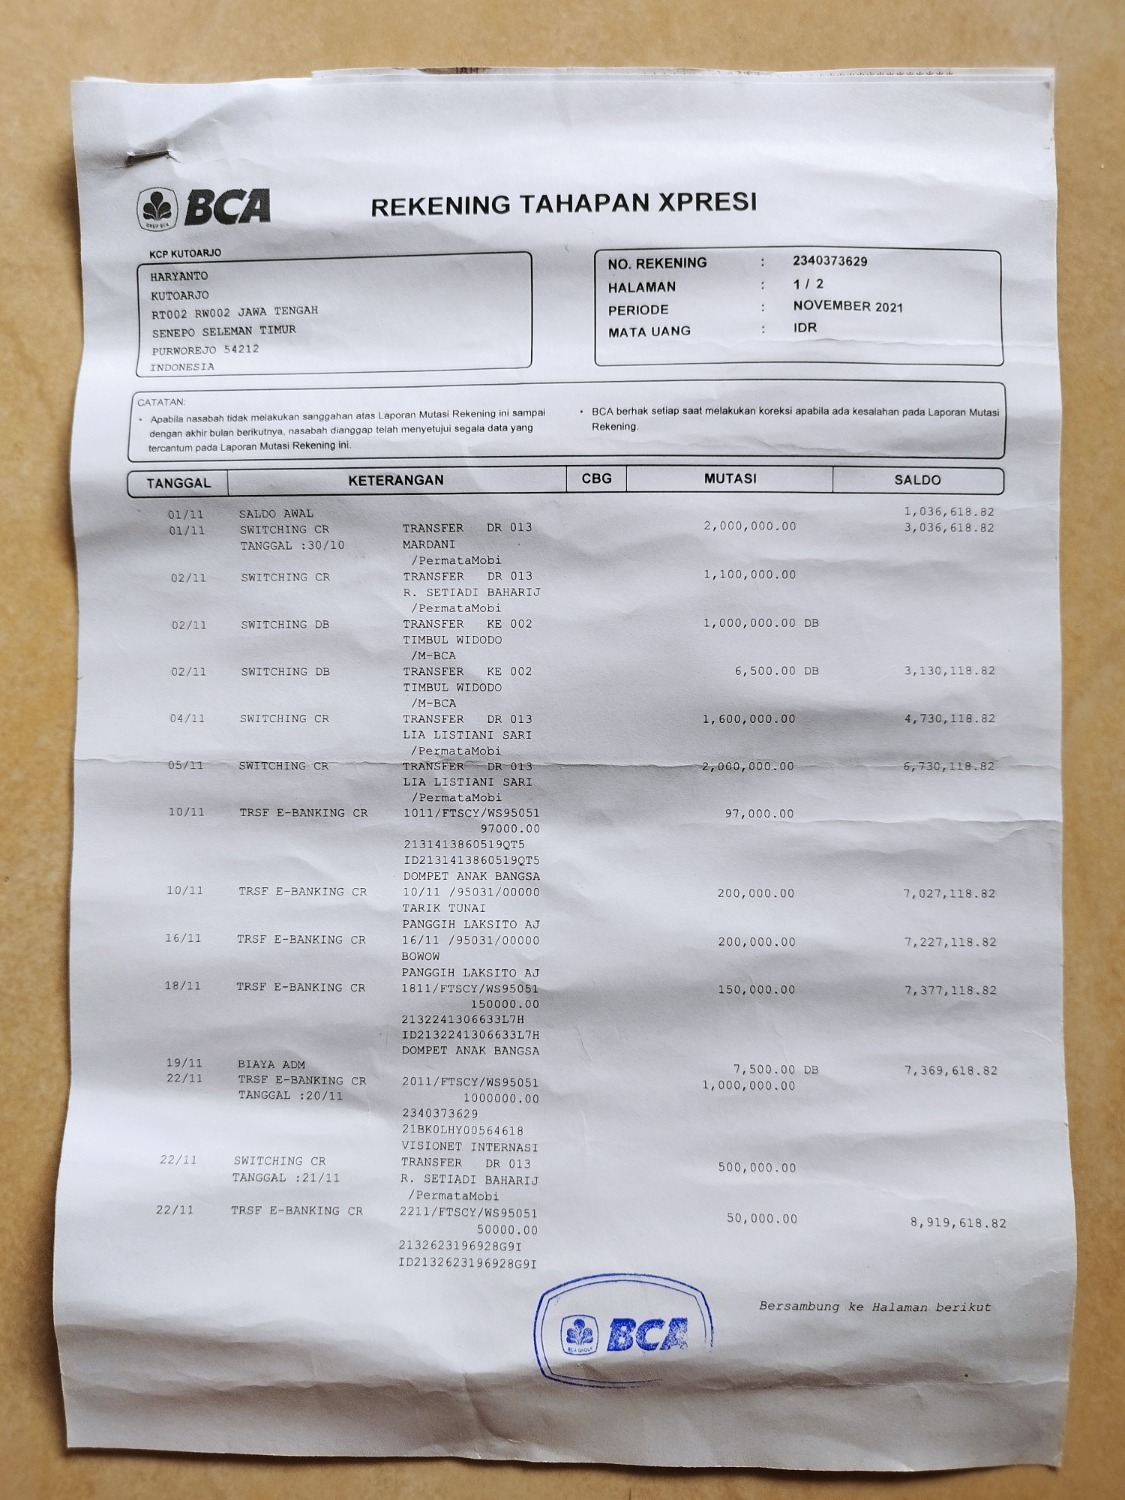 BCA
REKENING TAHAPAN XPRESI
KCP KUTOARJO
HARYANTO
KUTOARJO
RT002 RW002 JAWA TENGAH
SENEPO SELEMAN TIMUR
PURWOREJO 54212
INDONESIA
NO. REKENING : 2340373629
HALAMAN : 1 / 2
PERIODE : NOVEMBER 2021
MATA UANG : IDR
CATATAN:
• Apabila nasabah tidak melakukan sanggahan atas Laporan Mutasi Rekening ini sampai
dengan akhir bulan berikutnya, nasabah dianggap telah menyetujui segala data yang
tercantum pada Laporan Mutasi Rekening ini.
• BCA berhak setiap saat melakukan koreksi apabila ada kesalahan pada Laporan Mutasi
Rekening.
TANGGAL KETERANGAN CBG MUTASI SALDO
01/11 SALDO AWAL 1,036,618.82
01/11 SWITCHING CR TRANSFER DR 013 2,000,000.00 3,036,618.82
TANGGAL :30/10 MARDANI
/PermataMobi
02/11 SWITCHING CR TRANSFER DR 013 1,100,000.00
R. SETIADI BAHARIJ
/PermataMobi
02/11 SWITCHING DB TRANSFER KE 002 1,000,000.00 DB
TIMBUL WIDODO
/M-BCA
02/11 SWITCHING DB TRANSFER KE 002 6,500.00 DB 3,130,118.82
TIMBUL WIDODO
/M-BCA
04/11 SWITCHING CR TRANSFER DR 013 1,600,000.00 4,730,118.82
LIA LISTIANI SARI
/PermataMobi
05/11 SWITCHING CR TRANSFER DR 013 2,000,000.00 6,730,118.82
LIA LISTIANI SARI
/PermataMobi
10/11 TRSF E-BANKING CR 1011/FTSCY/WS95051 97,000.00
97000.00
2131413860519QT5
ID2131413860519QT5
DOMPET ANAK BANGSA
10/11 TRSF E-BANKING CR 10/11 /95031/00000 200,000.00 7,027,118.82
TARIK TUNAI
PANGGIH LAKSITO AJ
16/11 TRSF E-BANKING CR 16/11 /95031/00000 200,000.00 7,227,118.82
BOWOW
PANGGIH LAKSITO AJ
18/11 TRSF E-BANKING CR 1811/FTSCY/WS95051 150,000.00 7,377,118.82
150000.00
2132241306633L7H
ID2132241306633L7H
DOMPET ANAK BANGSA
19/11 BIAYA ADM 7,500.00 DB 7,369,618.82
22/11 TRSF E-BANKING CR 2011/FTSCY/WS95051 1,000,000.00
TANGGAL :20/11 1000000.00
2340373629
21BK0LHY00564618
VISIONET INTERNASI
22/11 SWITCHING CR TRANSFER DR 013 500,000.00
TANGGAL :21/11 R. SETIADI BAHARIJ
/PermataMobi
22/11 TRSF E-BANKING CR 2211/FTSCY/WS95051 50,000.00 8,919,618.82
50000.00
2132623196928G9I
ID2132623196928G9I
Bersambung ke Halaman berikut
BCA